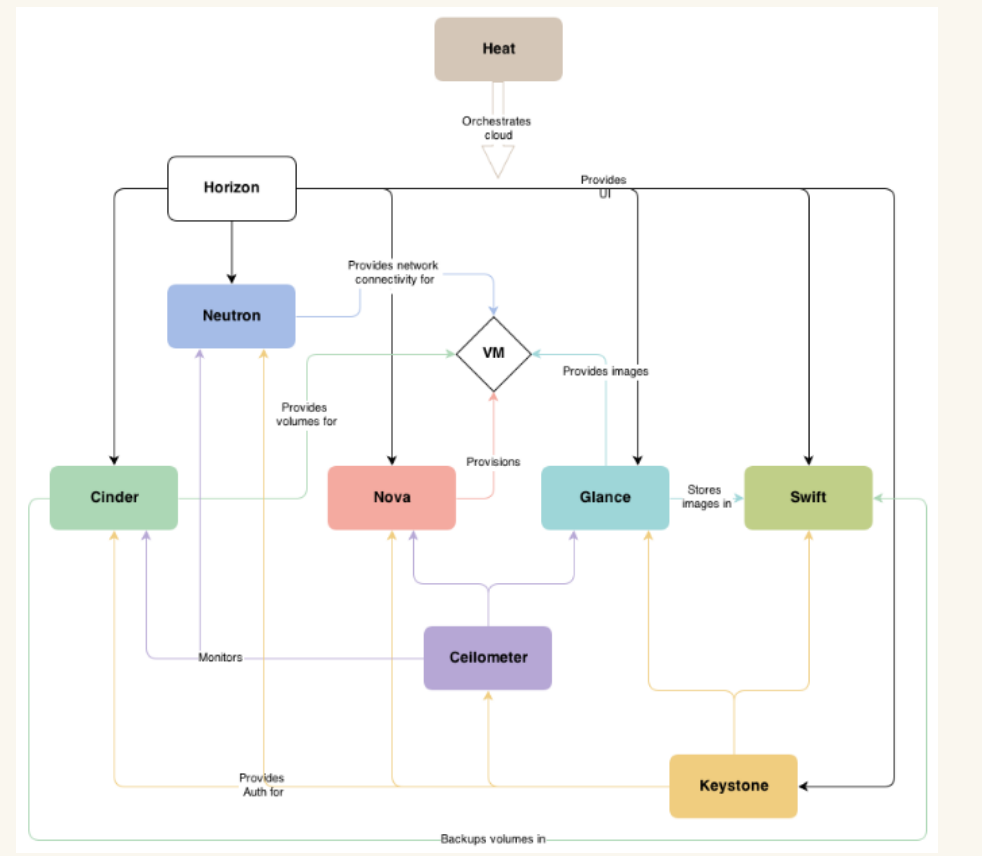 Heat
Orchestrates
cloud
Horizon
Provides
UI
Provides network
connectivity for
Neutron
VM
Provides images
Provides
volumes for
Provisions
Cinder
Nova
Glance
Stores
images in
Swift
Monitors
Ceilometer
Provides
Auth for
Keystone
Backups volumes in